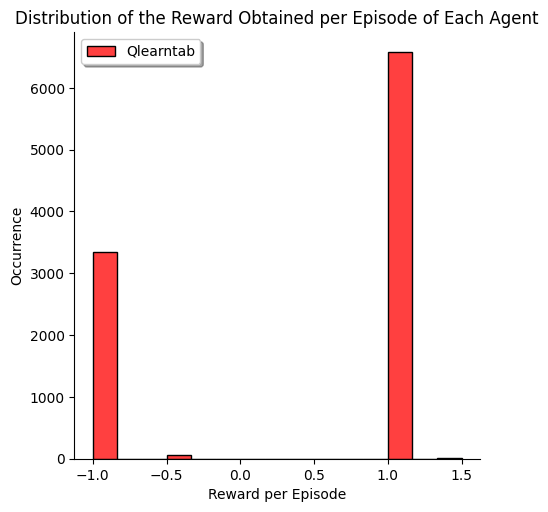 Distribution of the Reward Obtained per Episode of Each Agent
Qlearntab
6000
5000
4000
3000
2000
1000
0
Occurrence
−1.0 −0.5 0.0 0.5 1.0 1.5
Reward per Episode